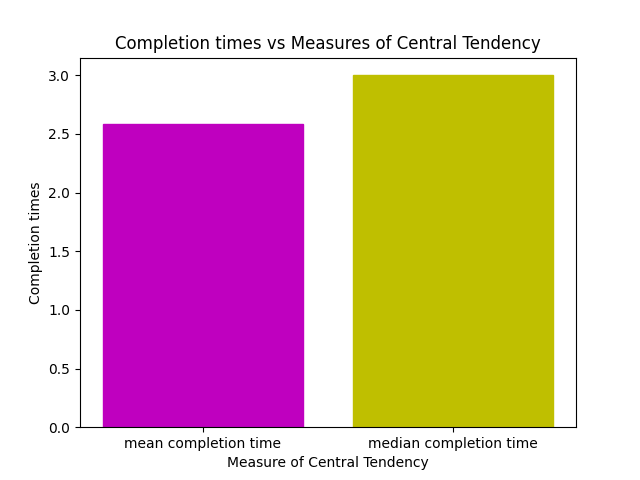 Completion times vs Measures of Central Tendency
3.0
2.5
2.0
1.5
1.0
0.5
0.0
Completion times
mean completion time
median completion time
Measure of Central Tendency